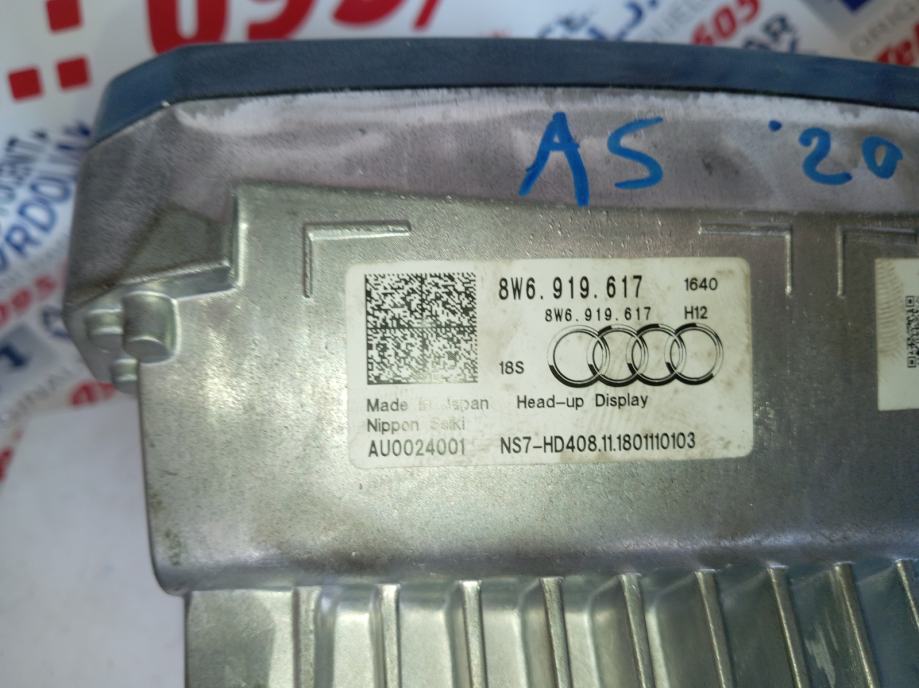 AS '20
8W6.919.617 1640
8W6.919.617 H12
18S
Made in Japan Head-up Display
Nippon Seiki
AU0024001 NS7-HD408.11.1801110103